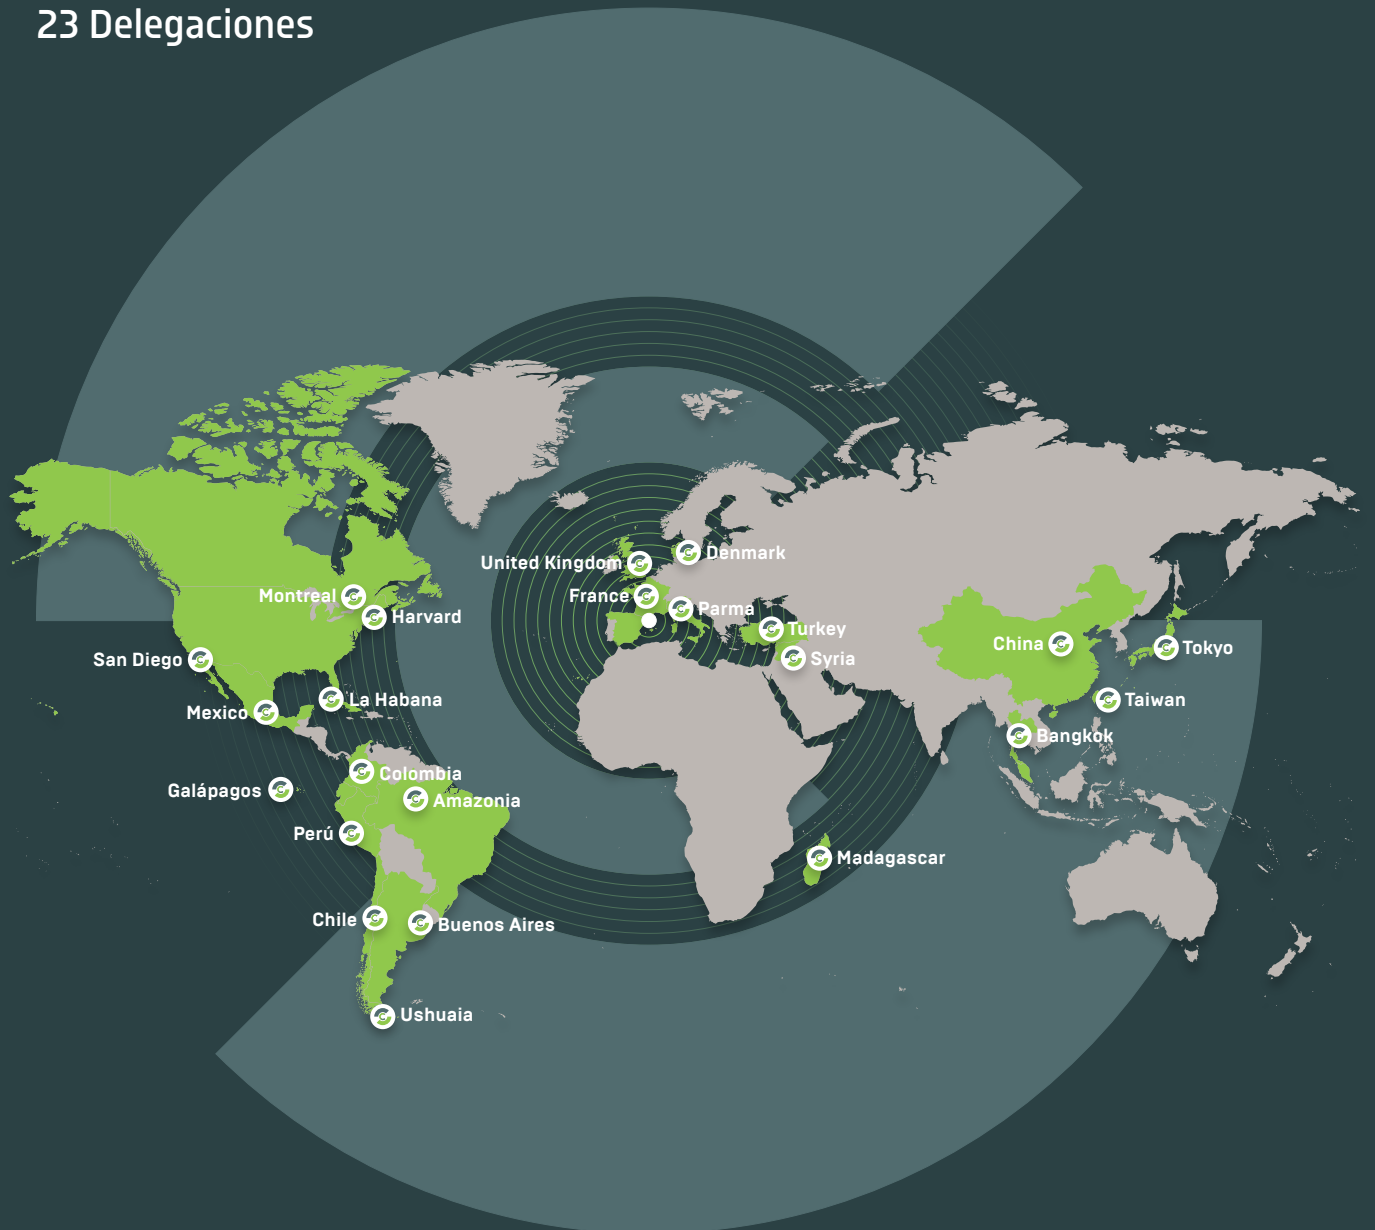 23 Delegaciones
Denmark
United Kingdom
France
Montreal
Parma
Harvard
Turkey
China
Tokyo
San Diego
Syria
La Habana
Taiwan
Mexico
Bangkok
Colombia
Galápagos
Amazonia
Perú
Madagascar
Chile
Buenos Aires
Ushuaia